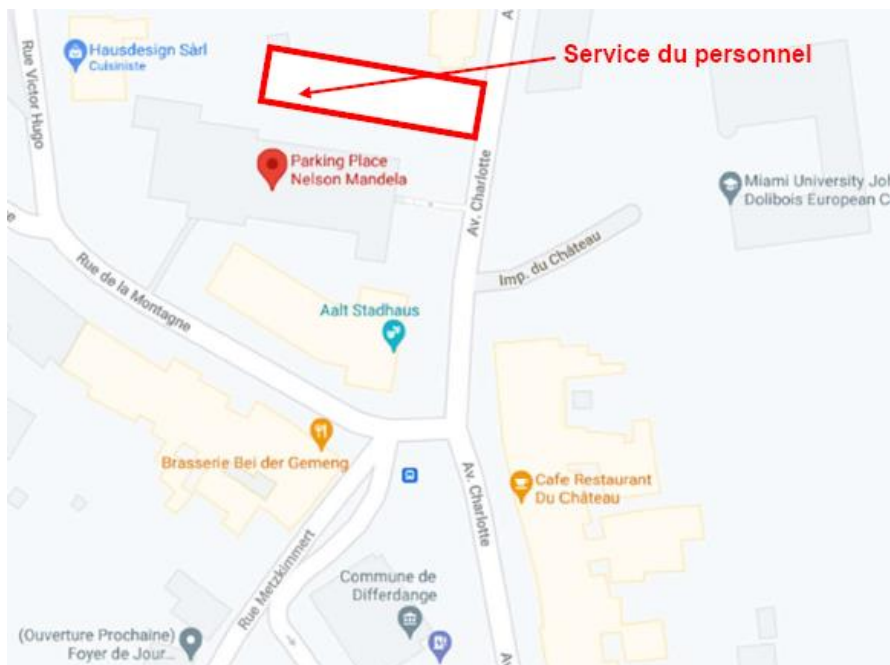 A
Rue Victor Hugo
Hausdesign Sàrl
Cuisiniste
Service du personnel
Parking Place
Nelson Mandela
Av. Charlotte
Miami University Joh
Dolibois European C
Imp. du Château
Rue de la Montagne
Aalt Stadhaus
Brasserie Bei der Gemeng
Av. Charlotte
Cafe Restaurant
Du Château
Rue Metzkimmert
Commune de
Differdange
(Ouverture Prochaine)
Foyer de Jour...
Av